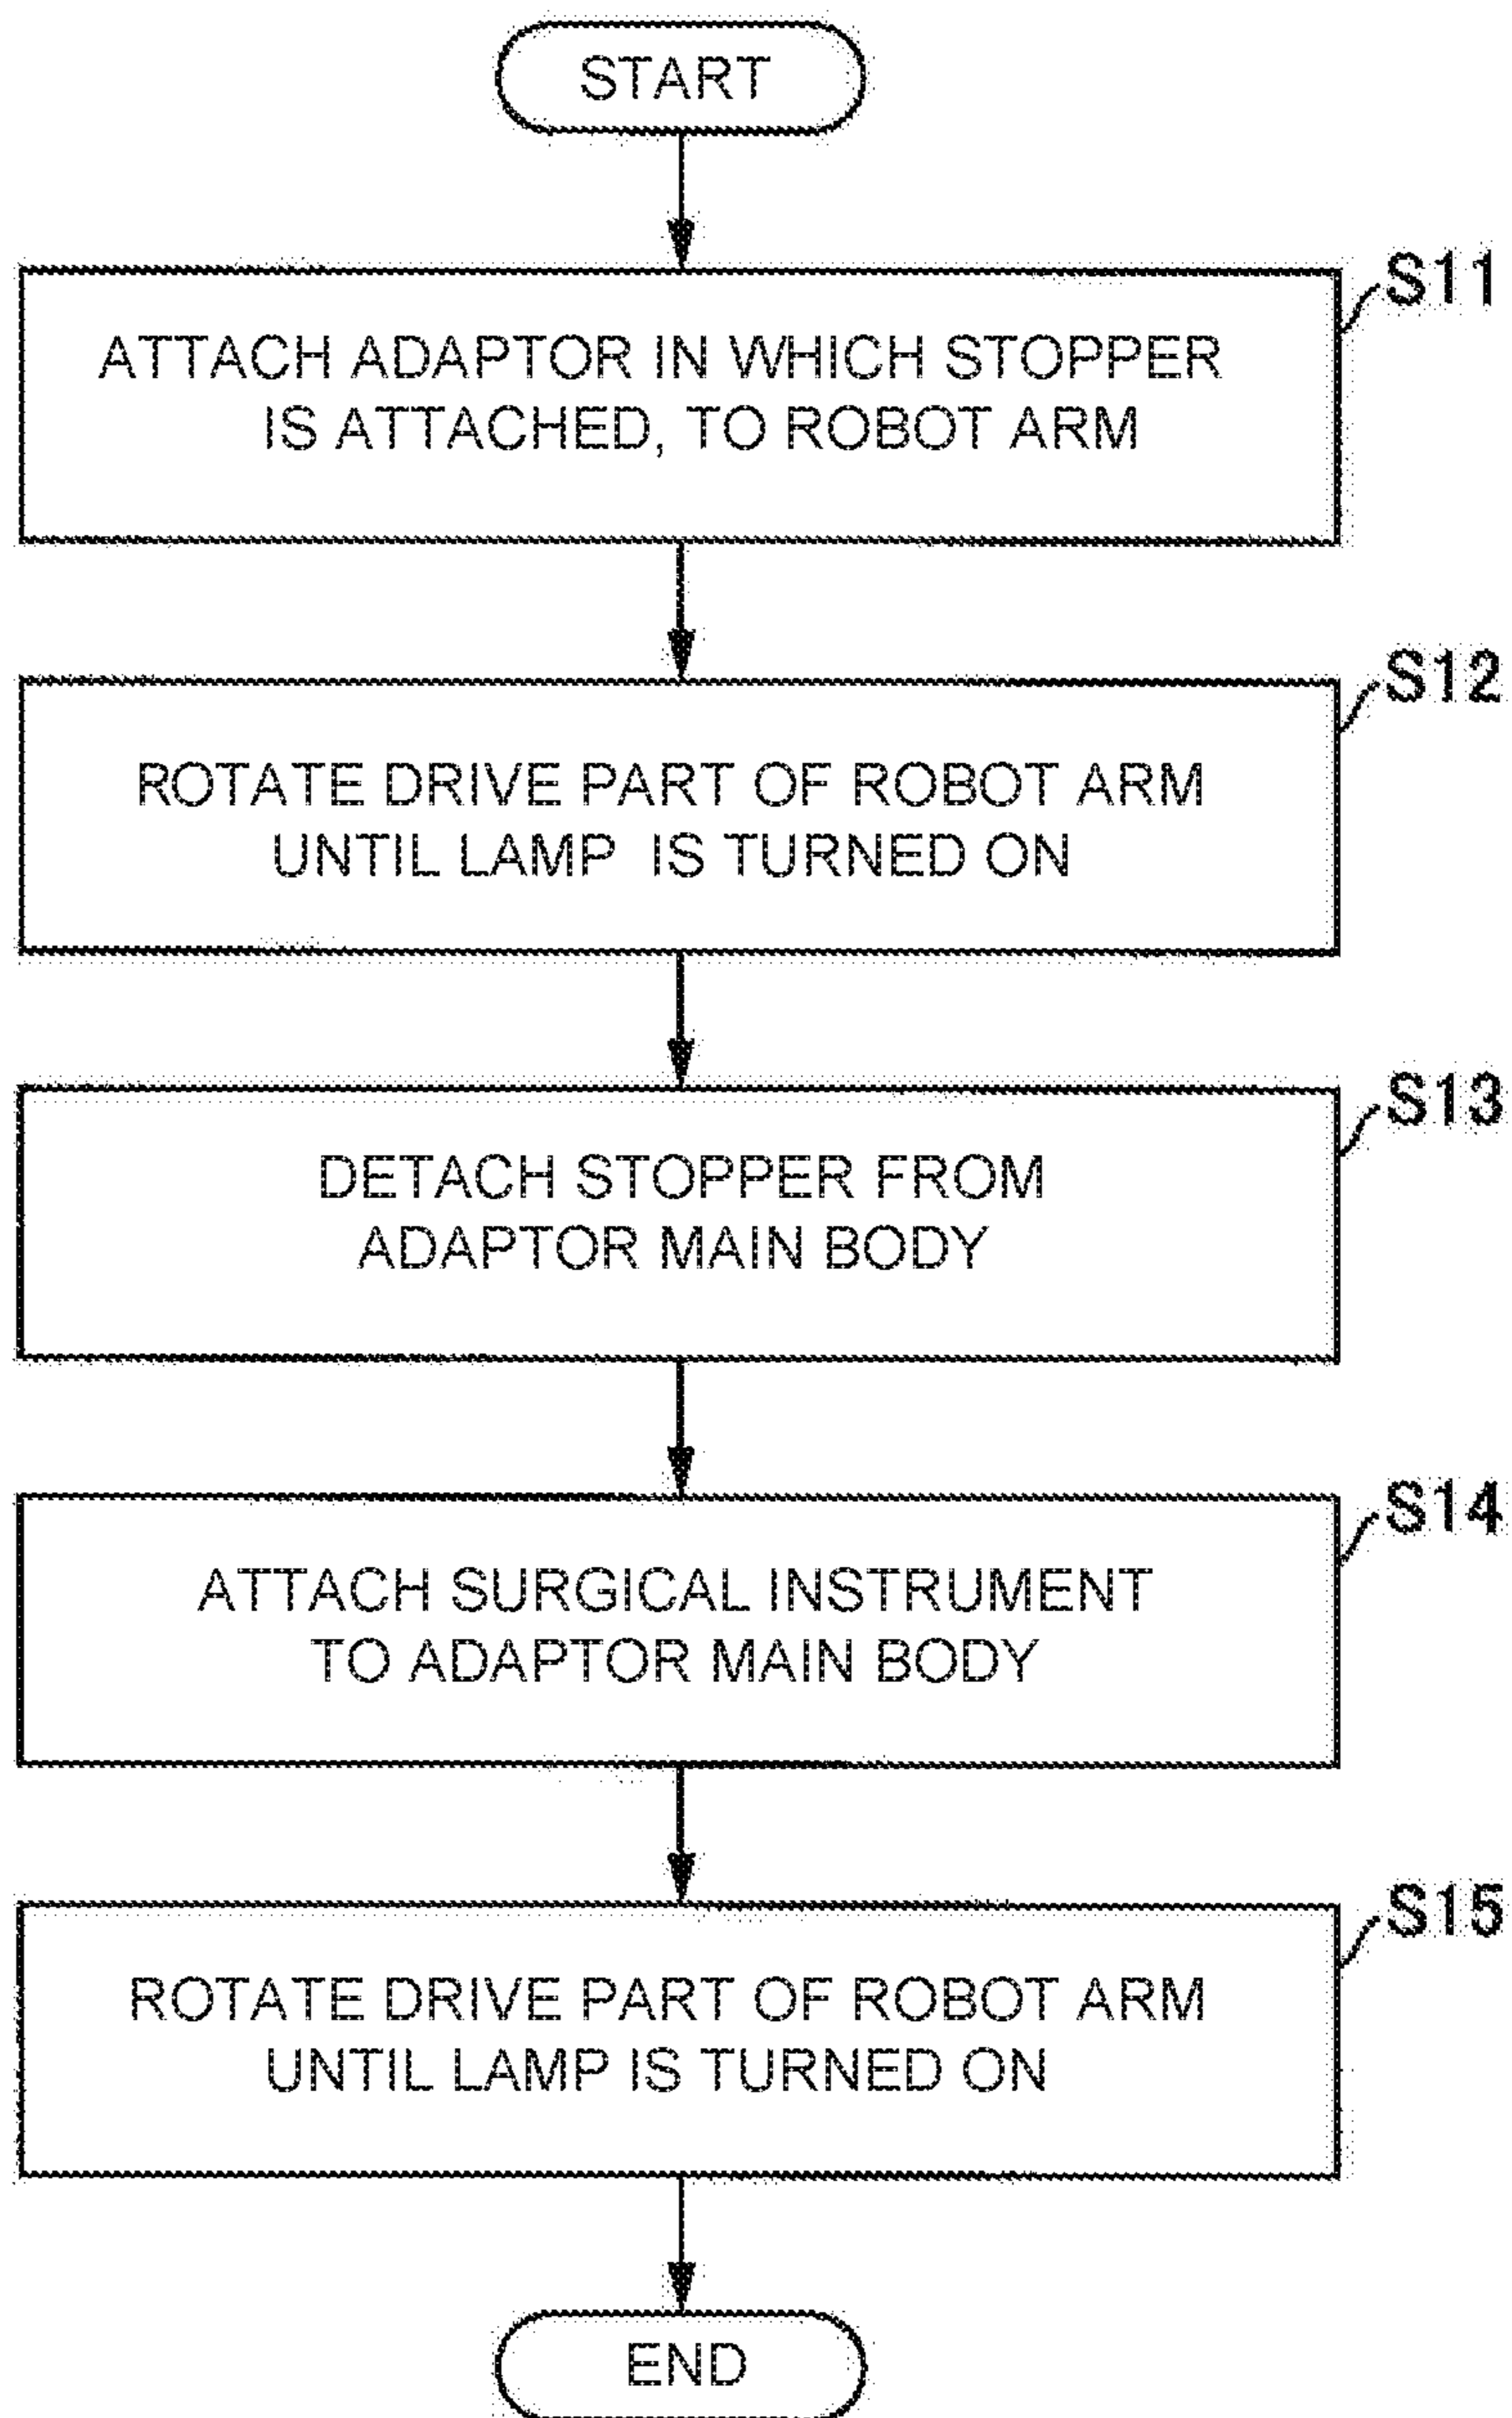 START
S11
ATTACH ADAPTOR IN WHICH STOPPER
IS ATTACHED, TO ROBOT ARM
S12
ROTATE DRIVE PART OF ROBOT ARM
UNTIL LAMP IS TURNED ON
S13
DETACH STOPPER FROM
ADAPTOR MAIN BODY
S14
ATTACH SURGICAL INSTRUMENT
TO ADAPTOR MAIN BODY
S15
ROTATE DRIVE PART OF ROBOT ARM
UNTIL LAMP IS TURNED ON
END